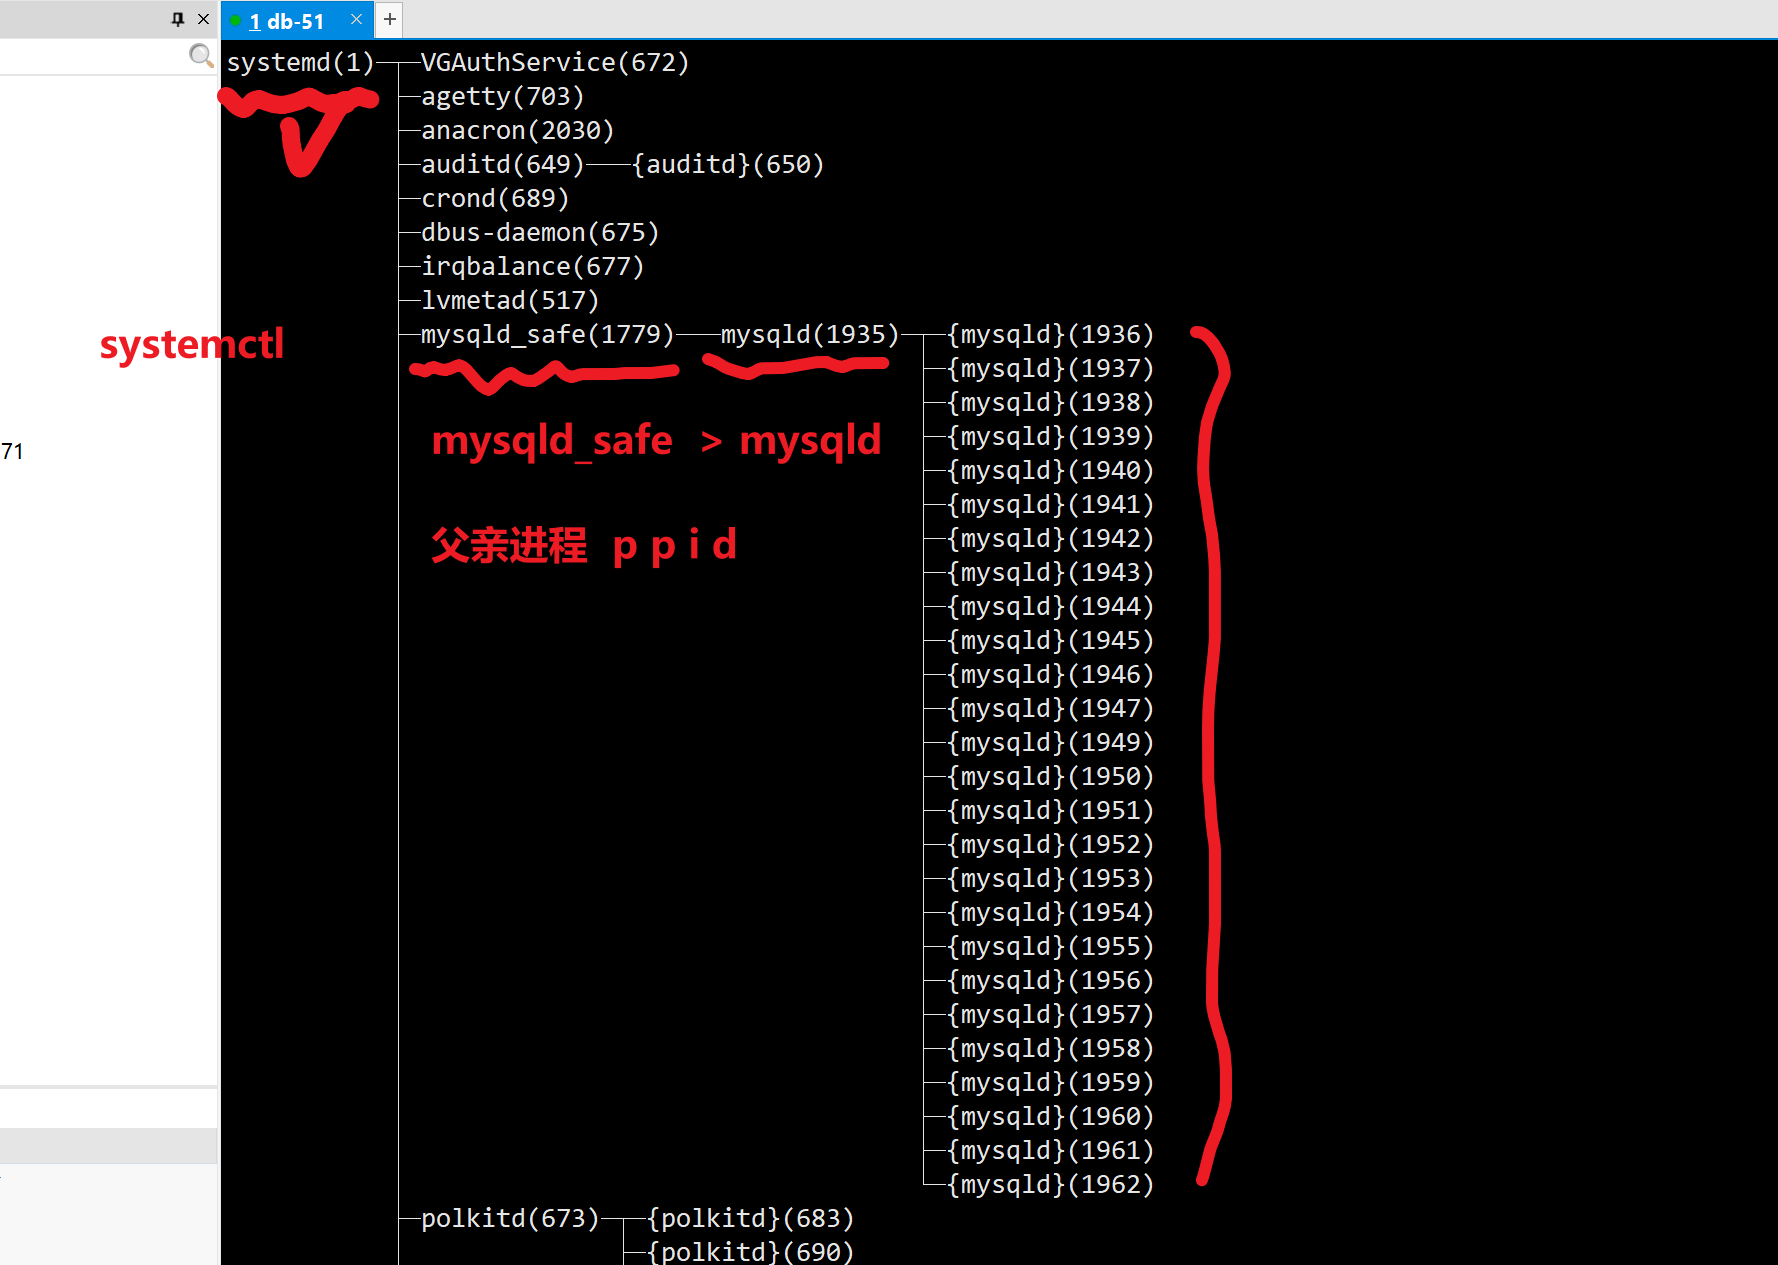 1 db-51
systemd(1)─┬─VGAuthService(672)
├─agetty(703)
├─anacron(2030)
├─auditd(649)───{auditd}(650)
├─crond(689)
├─dbus-daemon(675)
├─irqbalance(677)
├─lvmetad(517)
├─mysqld_safe(1779)───mysqld(1935)─┬─{mysqld}(1936)
systemctl
├─{mysqld}(1937)
├─{mysqld}(1938)
├─{mysqld}(1939)
mysqld_safe > mysqld
71
├─{mysqld}(1940)
├─{mysqld}(1941)
├─{mysqld}(1942)
父亲进程 p p i d
├─{mysqld}(1943)
├─{mysqld}(1944)
├─{mysqld}(1945)
├─{mysqld}(1946)
├─{mysqld}(1947)
├─{mysqld}(1949)
├─{mysqld}(1950)
├─{mysqld}(1951)
├─{mysqld}(1952)
├─{mysqld}(1953)
├─{mysqld}(1954)
├─{mysqld}(1955)
├─{mysqld}(1956)
├─{mysqld}(1957)
├─{mysqld}(1958)
├─{mysqld}(1959)
├─{mysqld}(1960)
├─{mysqld}(1961)
└─{mysqld}(1962)
├─polkitd(673)─┬─{polkitd}(683)
├─{polkitd}(690)